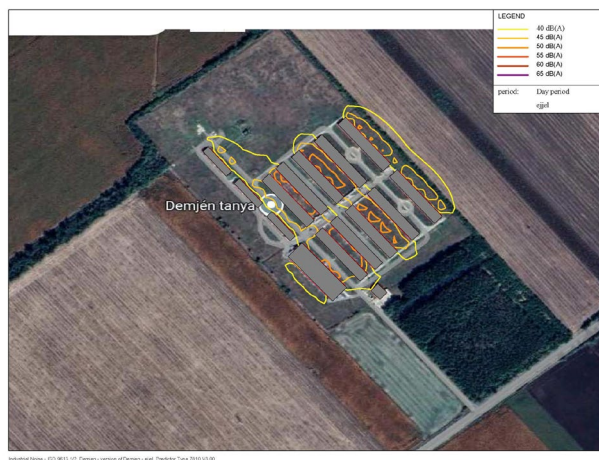 LEGEND
40 dB(A)
45 dB(A)
50 dB(A)
55 dB(A)
60 dB(A)
65 dB(A)
period: Day period
éjjel
Demjén tanya